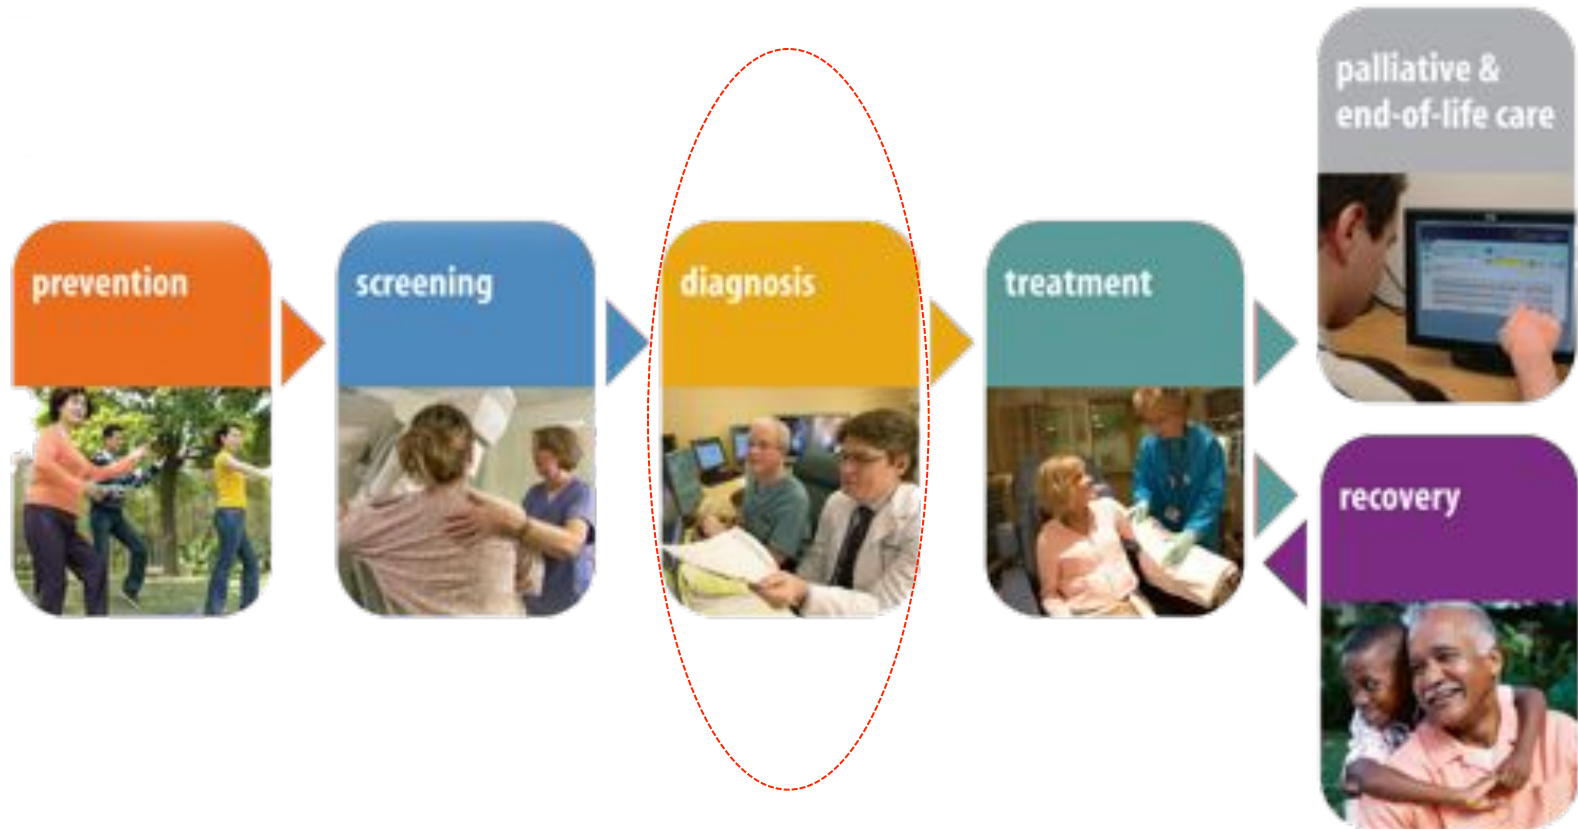 prevention
screening
diagnosis
treatment
palliative &
end-of-life care
recovery